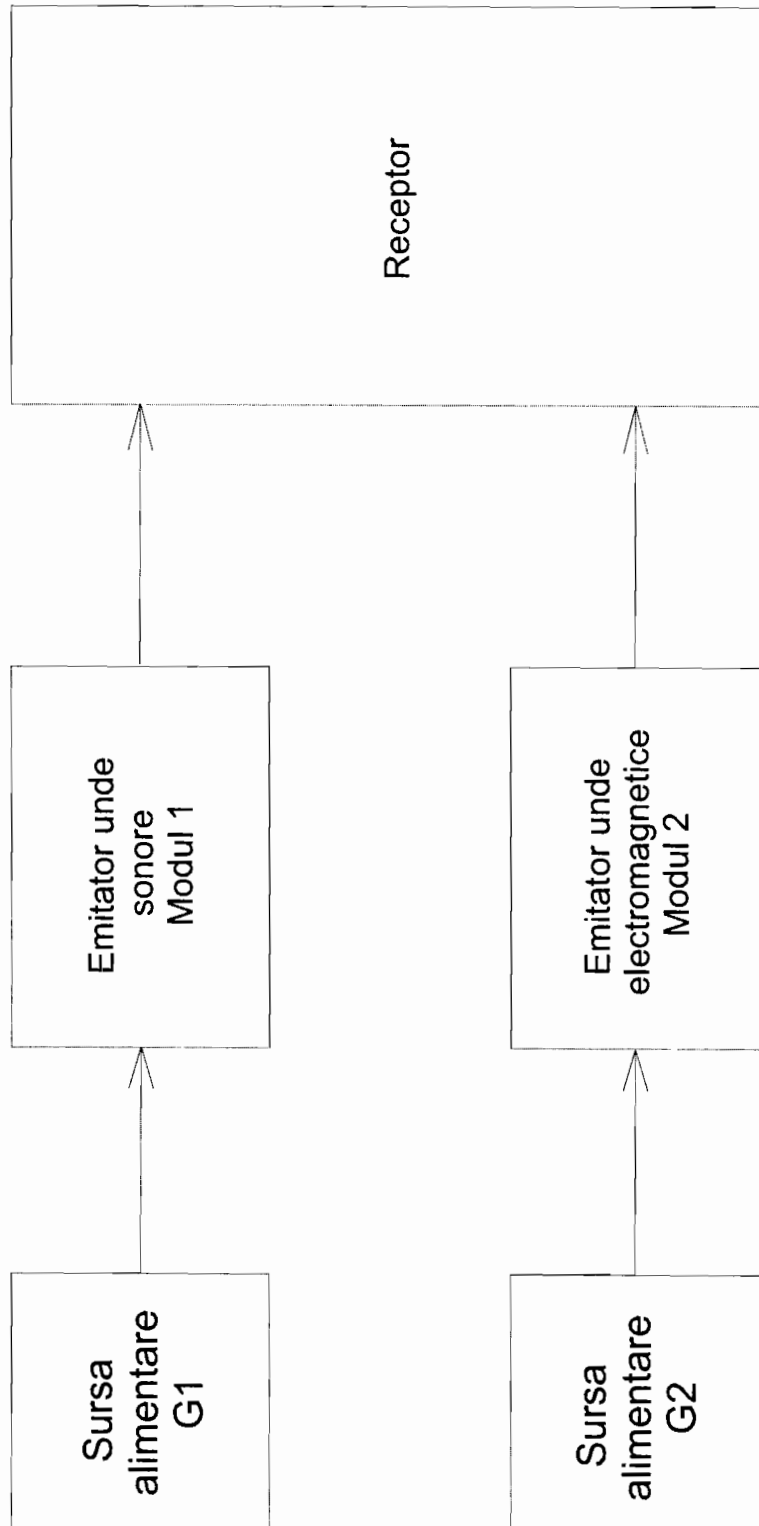 Sursa
alimentare
G1
Emitator unde
sonore
Modul 1
Sursa
alimentare
G2
Emitator unde
electromagnetice
Modul 2
Receptor